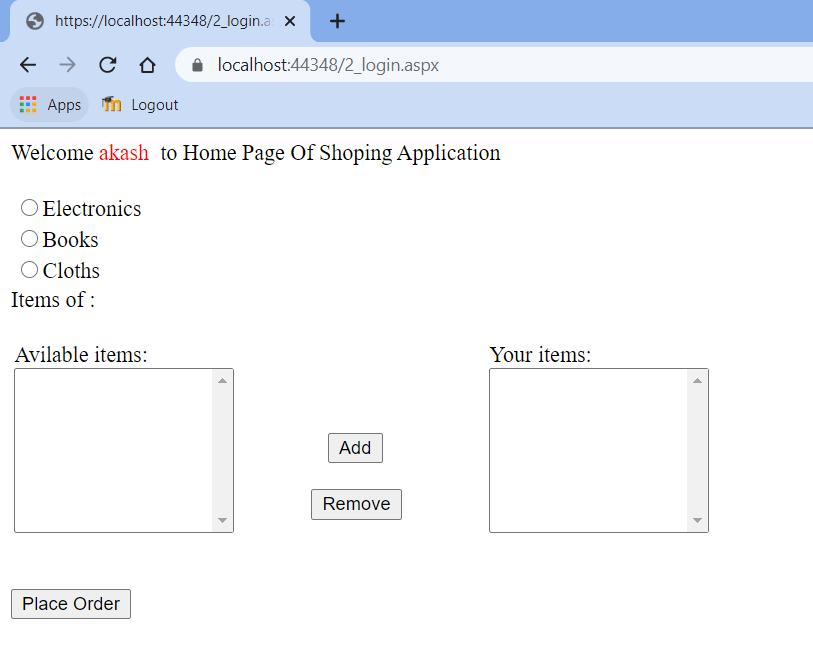 https://localhost:44348/2_login.a
localhost:44348/2_login.aspx
Apps Logout
Welcome akash to Home Page Of Shoping Application
Electronics
Books
Cloths
Items of :
Avilable items: Your items:
Add
Remove
Place Order